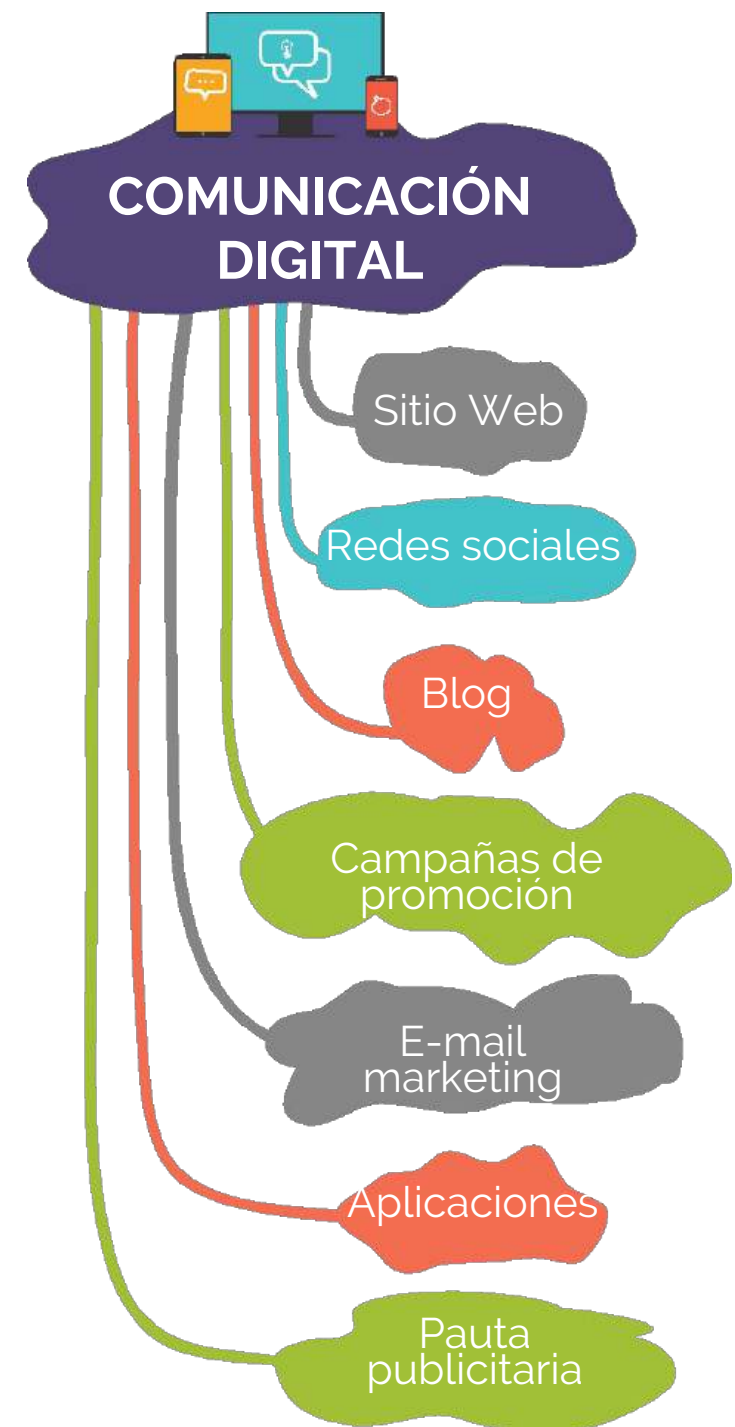 COMUNICACIÓN
DIGITAL
Sitio Web
Redes sociales
Blog
Campañas de
promoción
E-mail
marketing
Aplicaciones
Pauta
publicitaria